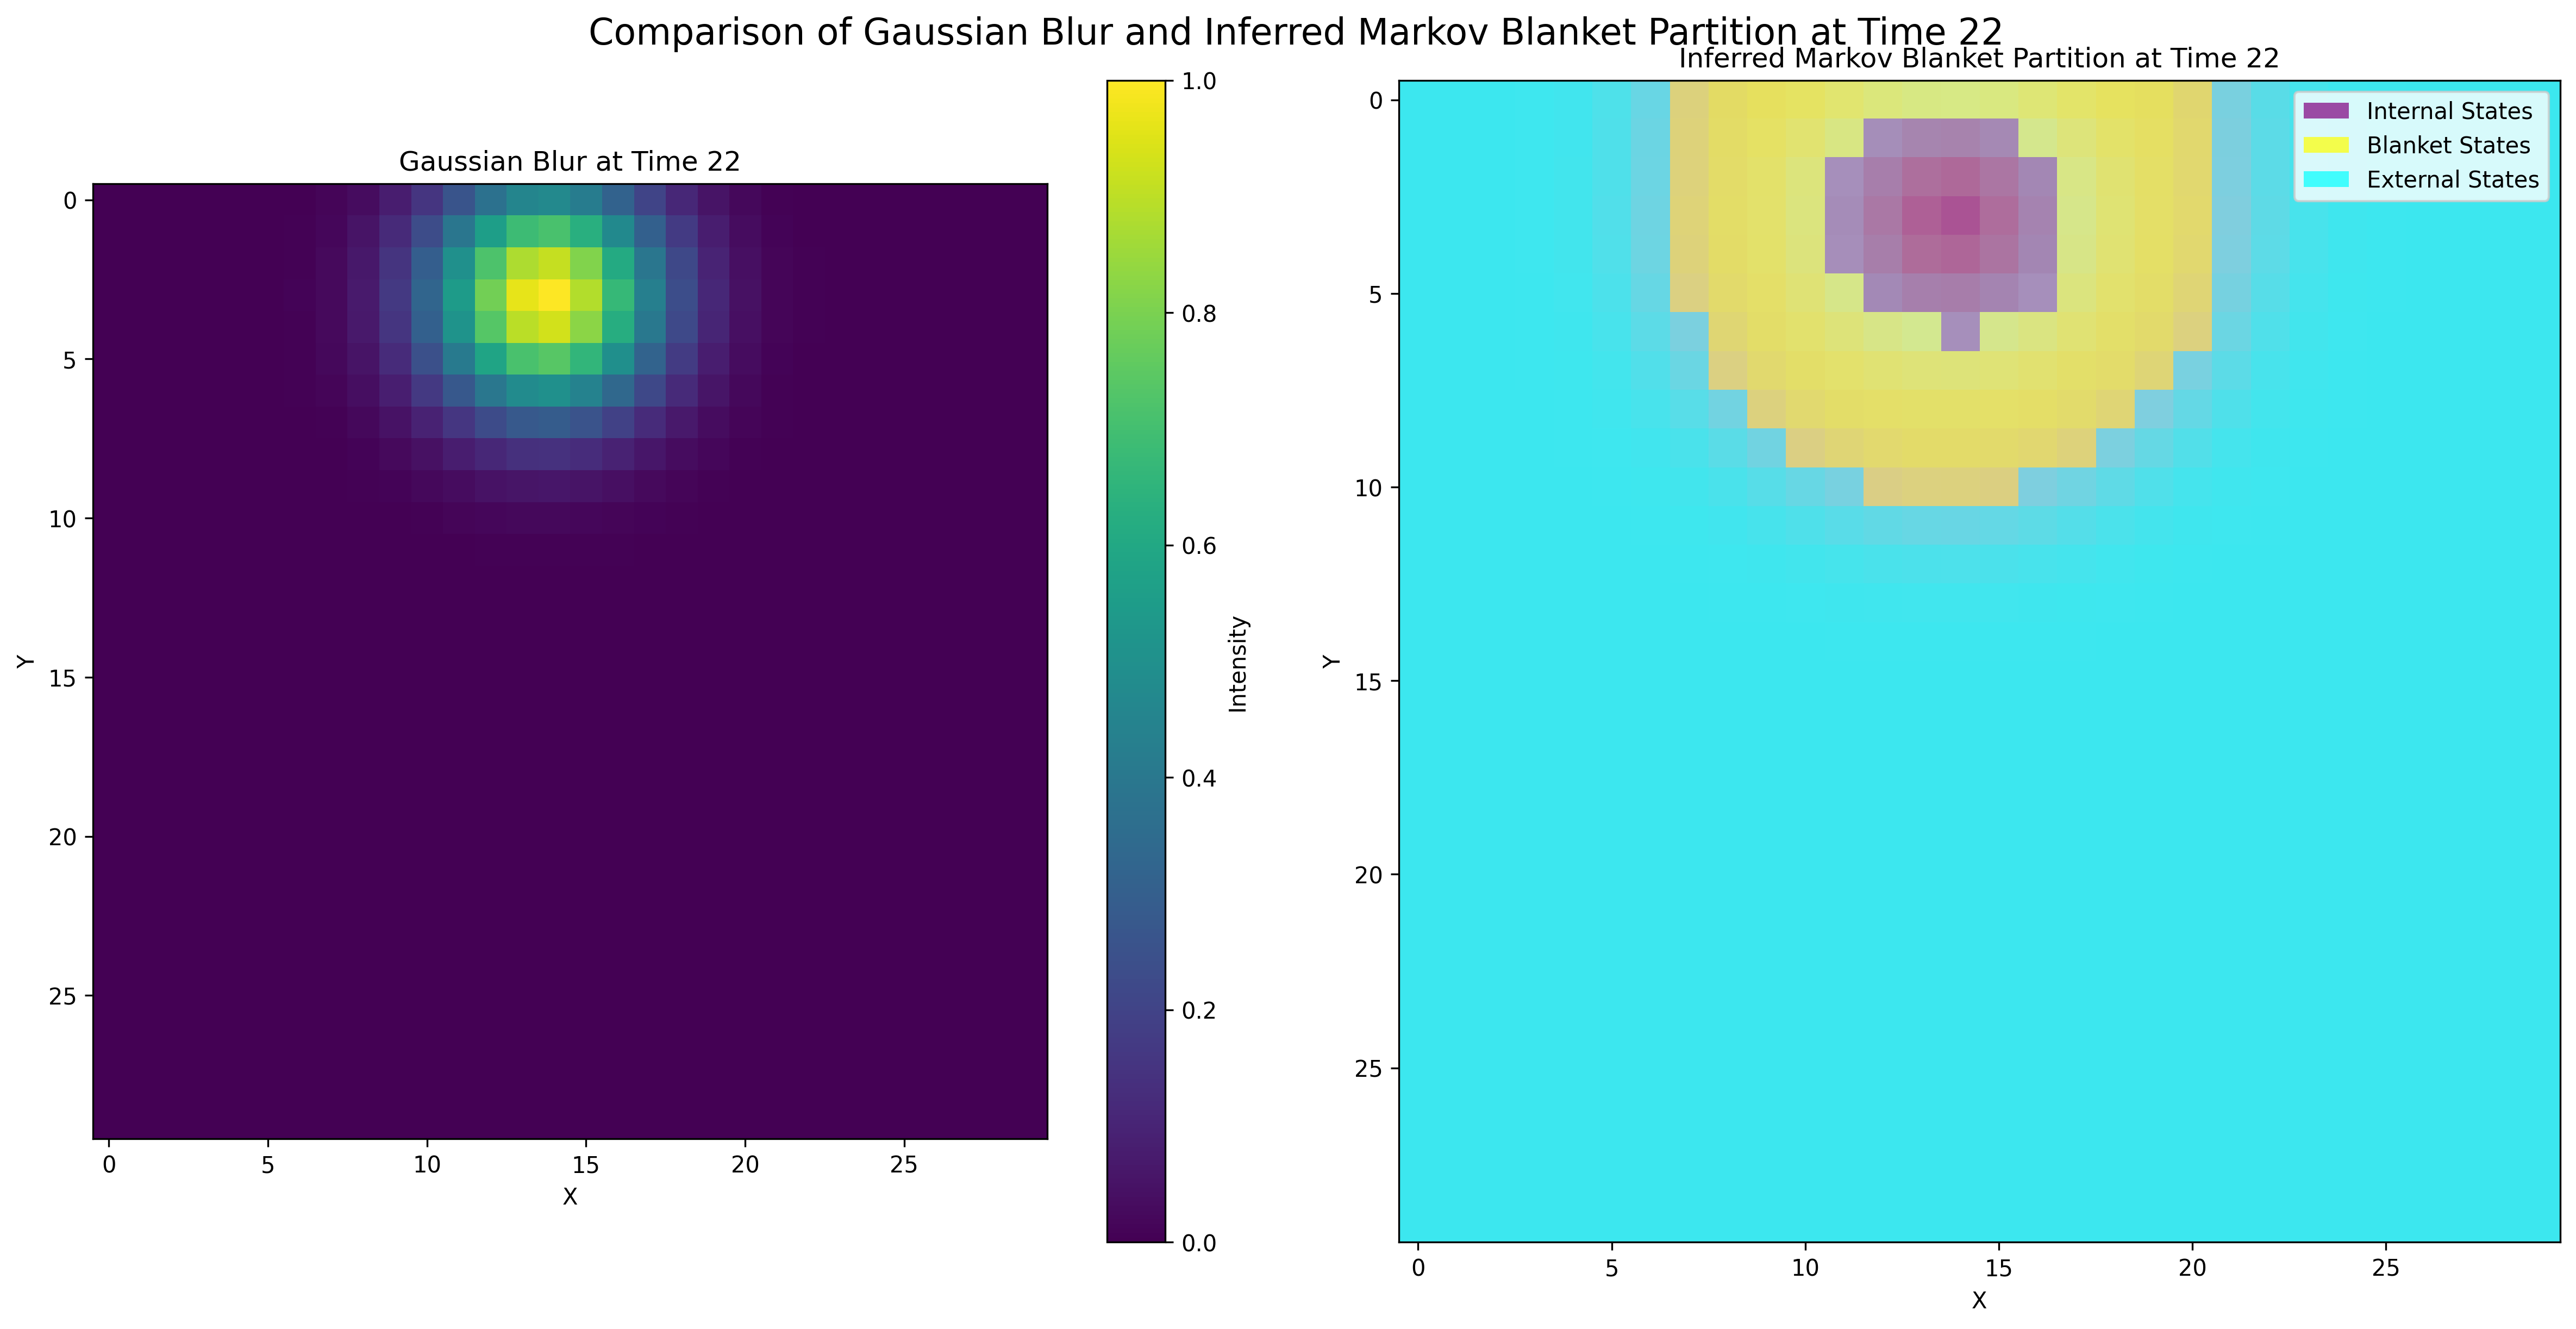 Comparison of Gaussian Blur and Inferred Markov Blanket Partition at Time 22
Gaussian Blur at Time 22
0
5
10
15
20
25
Y
0 5 10 15 20 25
X
1.0
0.8
0.6
0.4
0.2
0.0
Intensity
Inferred Markov Blanket Partition at Time 22
Internal States
Blanket States
External States
0
5
10
15
20
25
Y
0 5 10 15 20 25
X